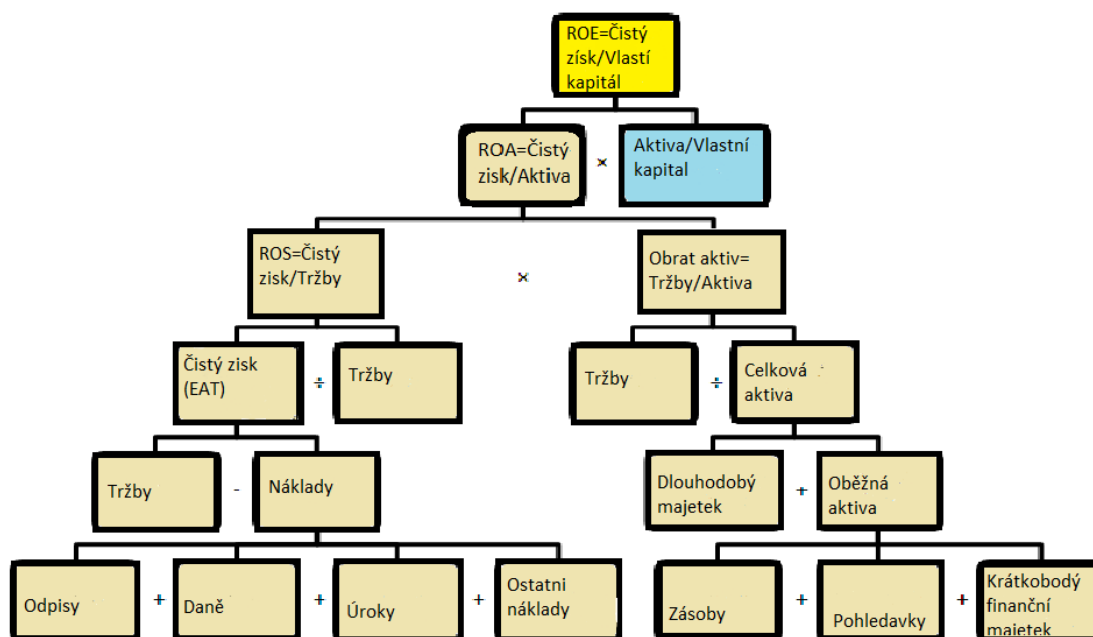 ROE=Čistý
získ/Vlastí
kapitál
ROA=Čistý
zisk/Aktiva
×
Aktiva/Vlastní
kapital
ROS=Čistý
zisk/Tržby
×
Obrat aktiv=
Tržby/Aktiva
Čistý zisk
(EAT)
÷
Tržby
Tržby
÷
Celková
aktiva
Tržby
-
Náklady
Dlouhodobý
majetek
+
Oběžná
aktiva
Odpisy
+
Daně
+
Úroky
+
Ostatni
náklady
Zásoby
+
Pohledavky
+
Krátkobodý
finanční
majetek